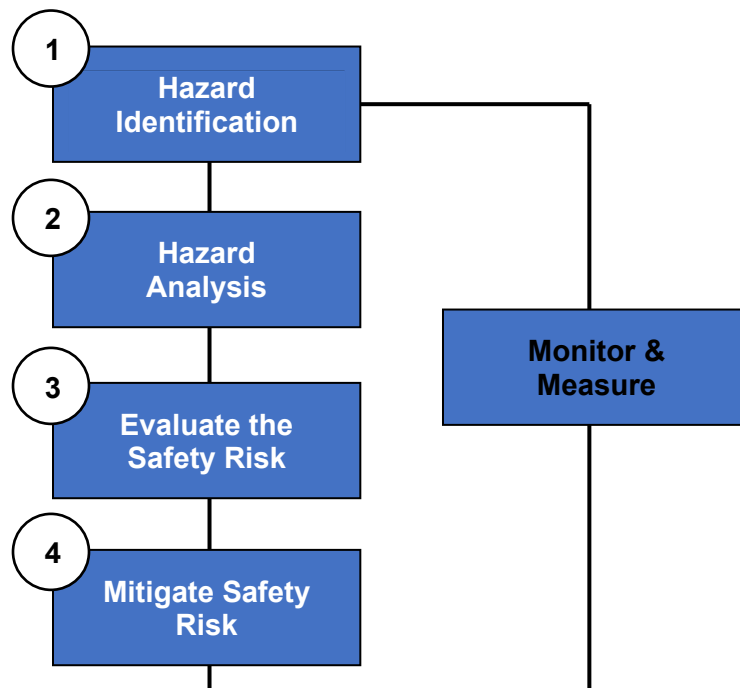 1
Hazard
Identification
2
Hazard
Analysis
3
Evaluate the
Safety Risk
4
Mitigate Safety
Risk
Monitor &
Measure